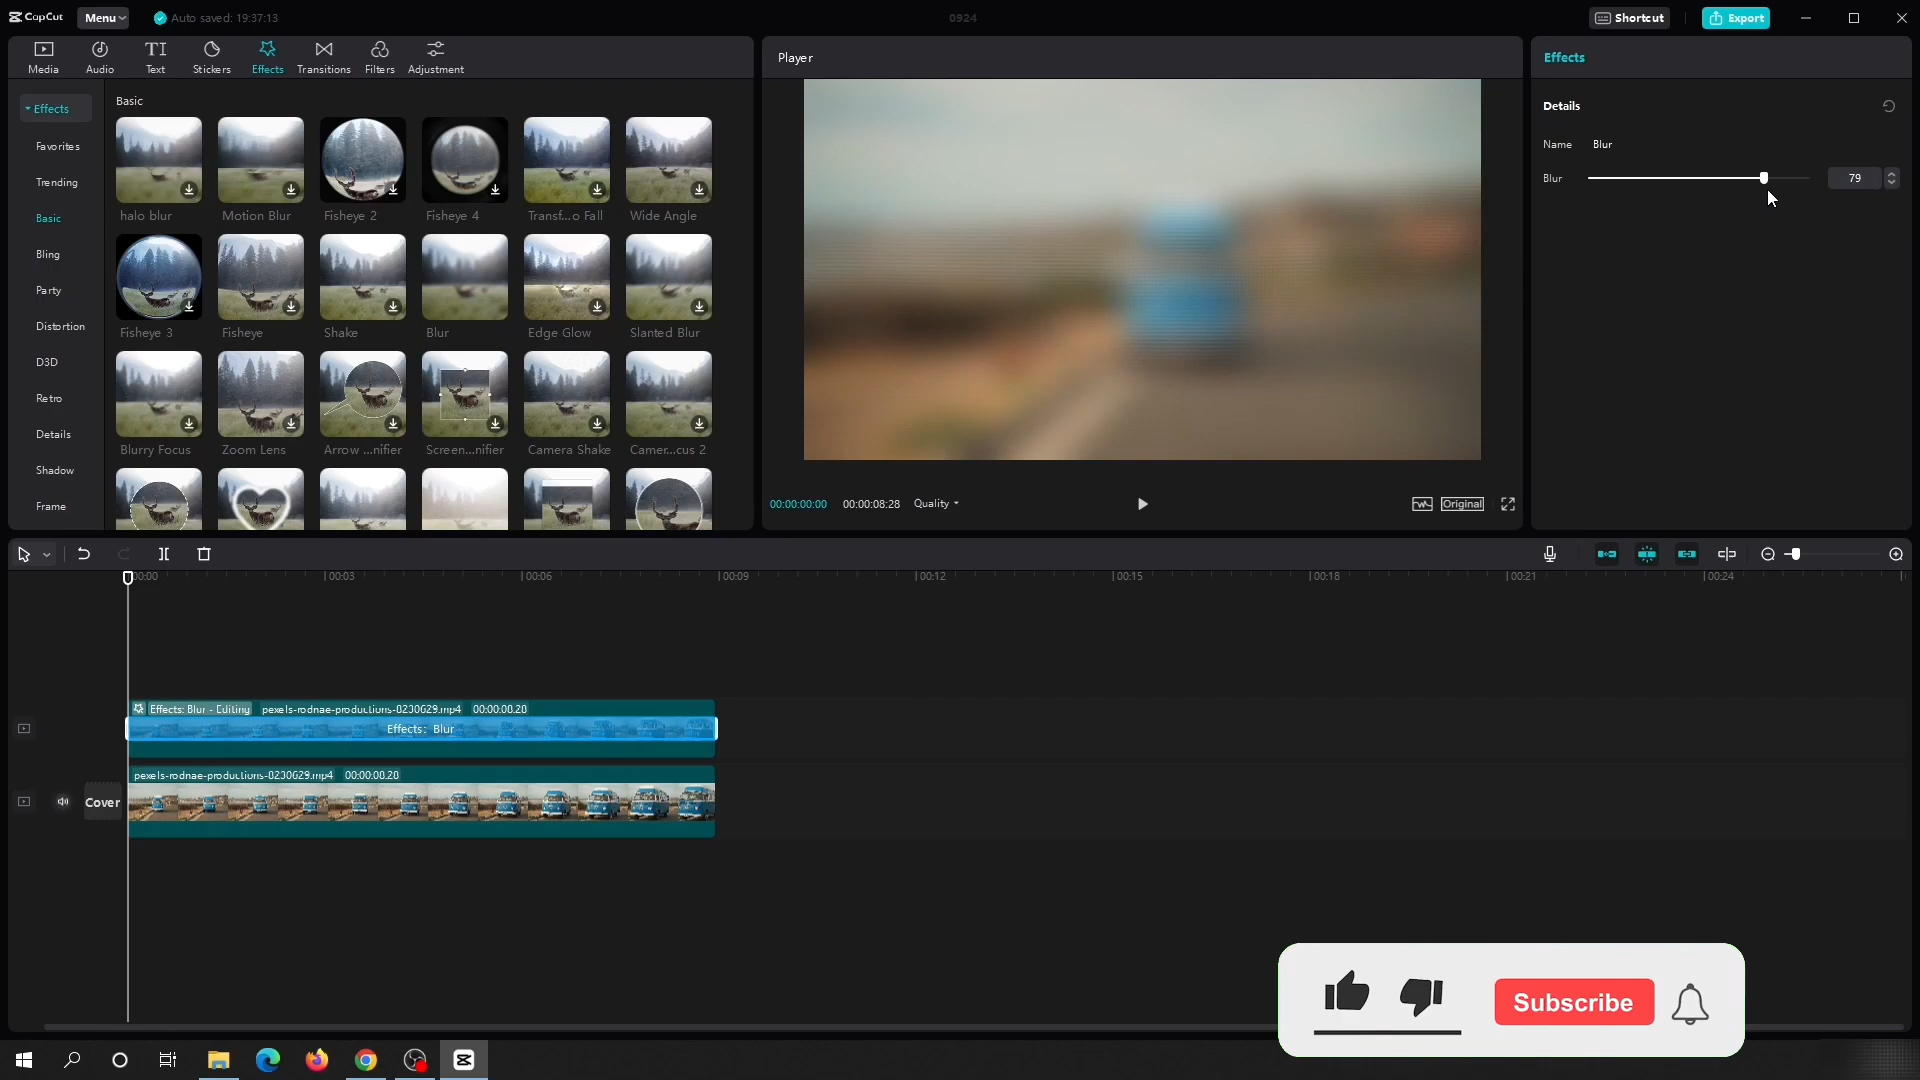 CapCut
Menu
Auto saved: 19:37:13
0924
Shortcut
Export
Media
Audio
Text
Stickers
Effects
Transitions
Filters
Adjustment
Player
Effects
Effects
Favorites
Trending
Basic
Bling
Party
Distortion
D3D
Retro
Details
Shadow
Frame
Basic
halo blur
Motion Blur
Fisheye 2
Fisheye 4
Transf...o Fall
Wide Angle
Fisheye 3
Fisheye
Shake
Blur
Edge Glow
Slanted Blur
Blurry Focus
Zoom Lens
Arrow ...nifier
Screen...nifier
Camera Shake
Camer...cus 2
Details
Name Blur
Blur 79
00:00:00:00 00:00:08:28 Quality
Original
00:00 00:03 00:06 00:09 00:12 00:15 00:18 00:21 00:24
Effects: Blur - Editing pexels-rodnae-productions-8230629.mp4 00:00:08:28
Effects: Blur
pexels-rodnae-productions-8230629.mp4 00:00:08:28
Cover
Subscribe